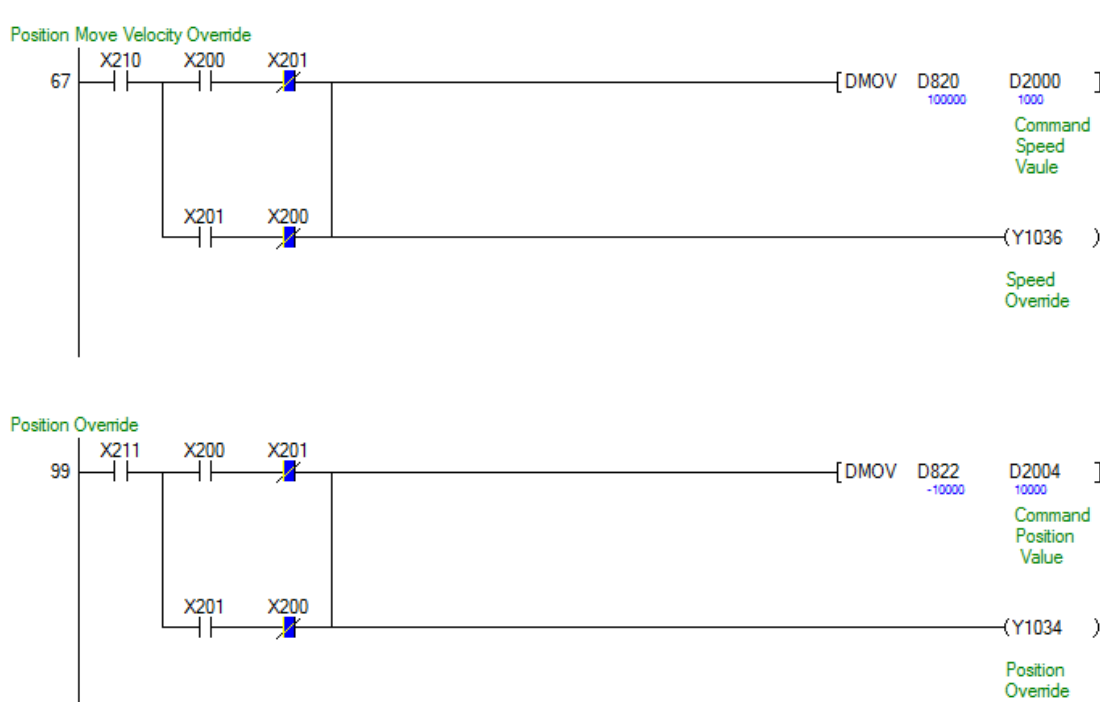 Position Move Velocity Override
X210 X200 X201
67 [ DMOV D820 D2000 ]
100000 1000
Command
Speed
Vaule
X201 X200
( Y1036 )
Speed
Override
Position Override
X211 X200 X201
99 [ DMOV D822 D2004 ]
-10000 10000
Command
Position
Value
X201 X200
( Y1034 )
Position
Override